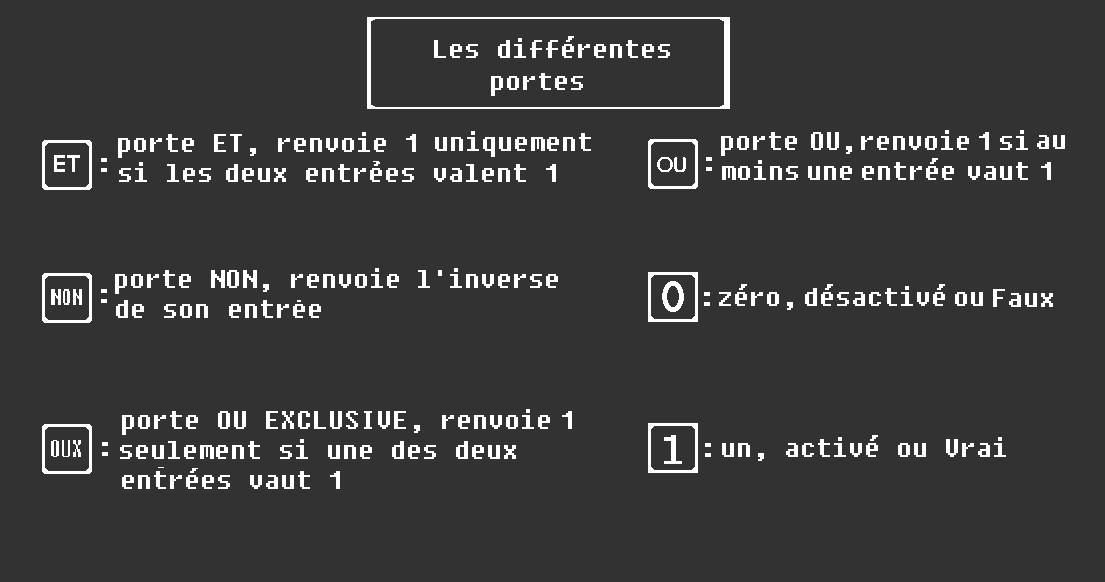 Les différentes
portes
ET : porte ET, renvoie 1 uniquement
si les deux entrées valent 1
OU : porte OU, renvoie 1 si au
moins une entrée vaut 1
NON : porte NON, renvoie l'inverse
de son entrée
0 : zéro, désactivé ou Faux
OUX : porte OU EXCLUSIVE, renvoie 1
seulement si une des deux
entrées vaut 1
1 : un, activé ou Vrai